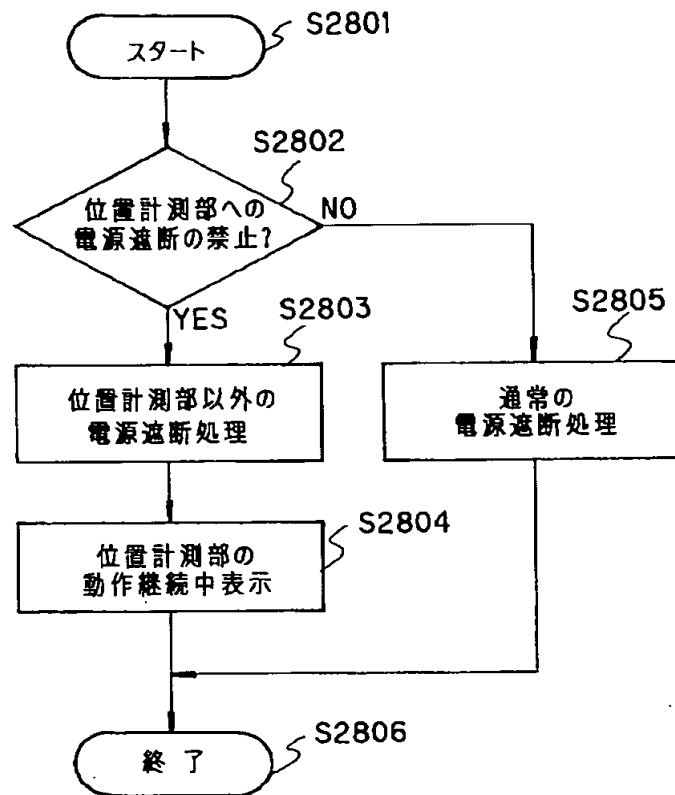 スタート
S2801
S2802
位置計測部への
電源遮断の禁止?
NO
YES
S2803
位置計測部以外の
電源遮断処理
S2805
通常の
電源遮断処理
S2804
位置計測部の
動作継続中表示
S2806
終了